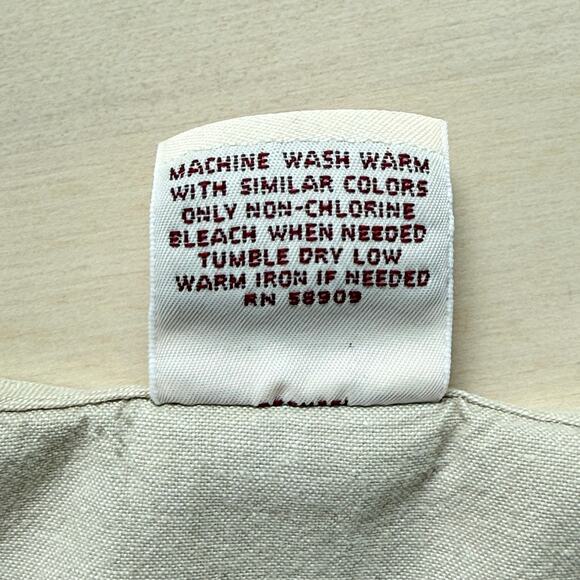 MACHINE WASH WARM
WITH SIMILAR COLORS
ONLY NON-CHLORINE
BLEACH WHEN NEEDED
TUMBLE DRY LOW
WARM IRON IF NEEDED
RN 58909